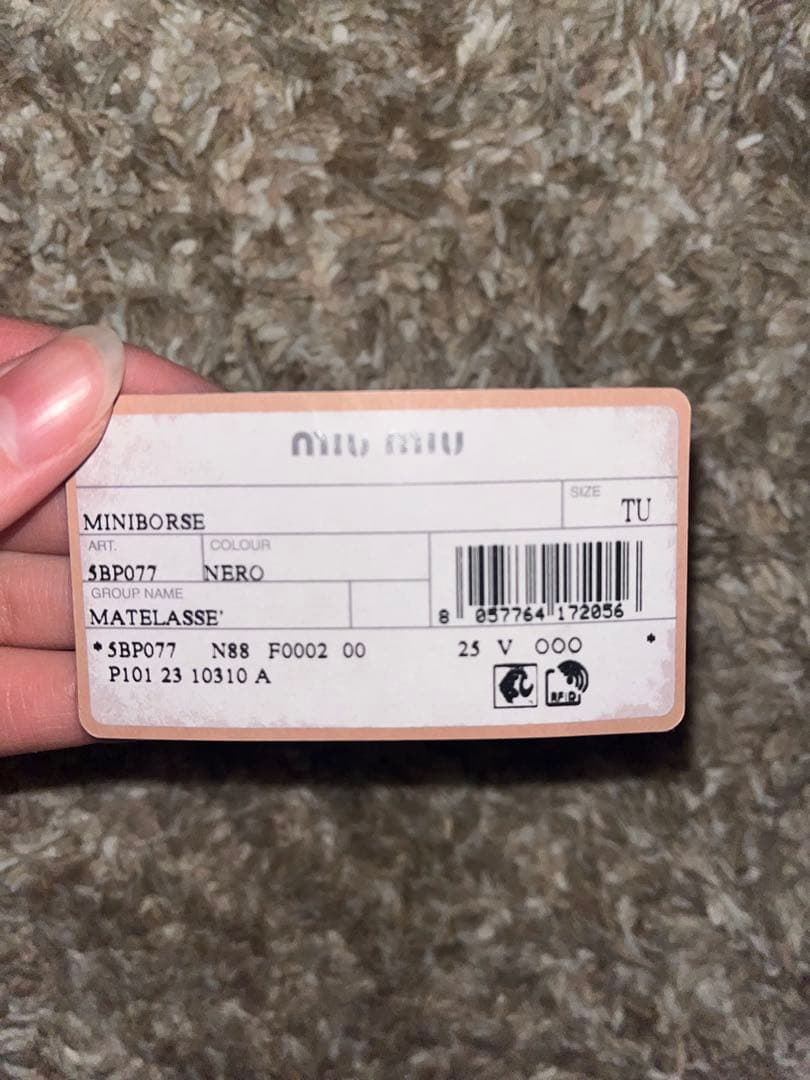 miu miu
SIZE
MINIBORSE TU
ART. COLOUR
5BP077 NERO
GROUP NAME
MATELASSE'
8 057764 172056
* 5BP077 N88 F0002 00 25 V OOO *
P101 23 10310 A
RFID